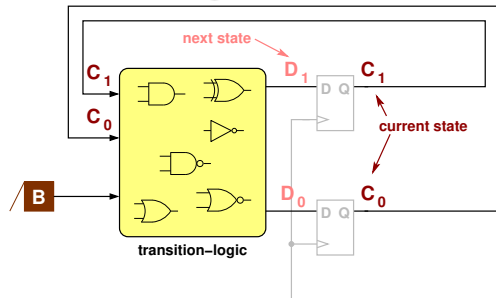 next state
C1
D1
C1
D Q
C0
current state
B
D0
C0
D Q
transition-logic